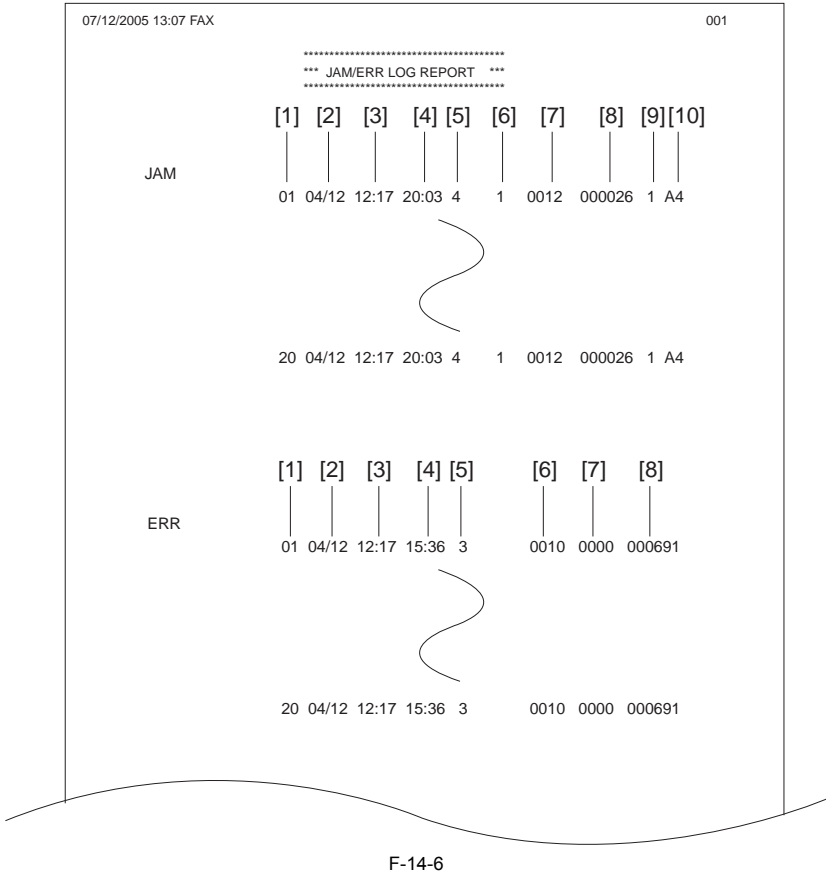 07/12/2005 13:07 FAX 001
***************************************
*** JAM/ERR LOG REPORT ***
***************************************
[1] [2] [3] [4] [5] [6] [7] [8] [9] [10]
JAM
01 04/12 12:17 20:03 4 1 0012 000026 1 A4
20 04/12 12:17 20:03 4 1 0012 000026 1 A4
[1] [2] [3] [4] [5] [6] [7] [8]
ERR
01 04/12 12:17 15:36 3 0010 0000 000691
20 04/12 12:17 15:36 3 0010 0000 000691
F-14-6